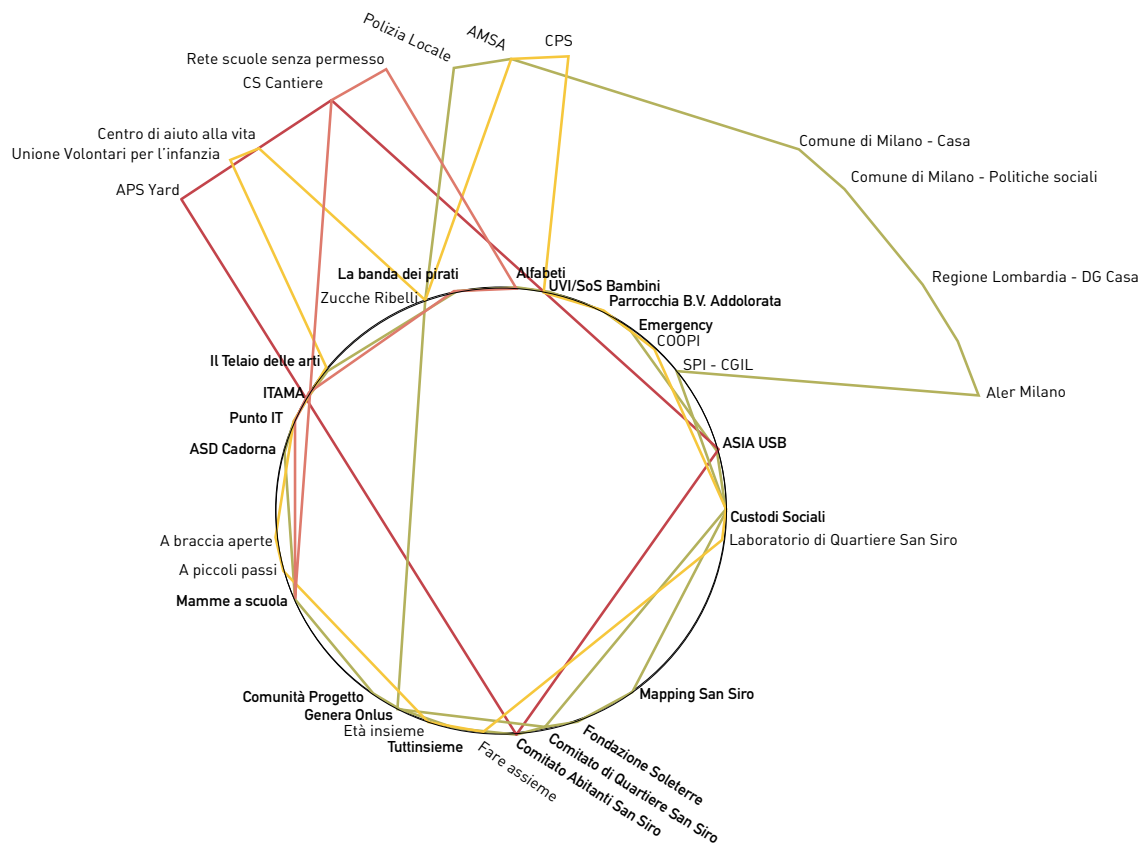 Polizia Locale
AMSA
CPS
Rete scuole senza permesso
CS Cantiere
Centro di aiuto alla vita
Unione Volontari per l'infanzia
APS Yard
Comune di Milano - Casa
Comune di Milano - Politiche sociali
Regione Lombardia - DG Casa
Aler Milano
La banda dei pirati
Zucche Ribelli
Alfabeti
UVI/SoS Bambini
Parrocchia B.V. Addolorata
Emergency
COOPI
SPI - CGIL
Il Telaio delle arti
ITAMA
Punto IT
ASD Cadorna
ASIA USB
Custodi Sociali
Laboratorio di Quartiere San Siro
A braccia aperte
A piccoli passi
Mamme a scuola
Mapping San Siro
Comunità Progetto
Genera Onlus
Età insieme
Tuttinsieme
Fare assieme
Comitato Abitanti San Siro
Comitato di Quartiere San Siro
Fondazione Soleterre